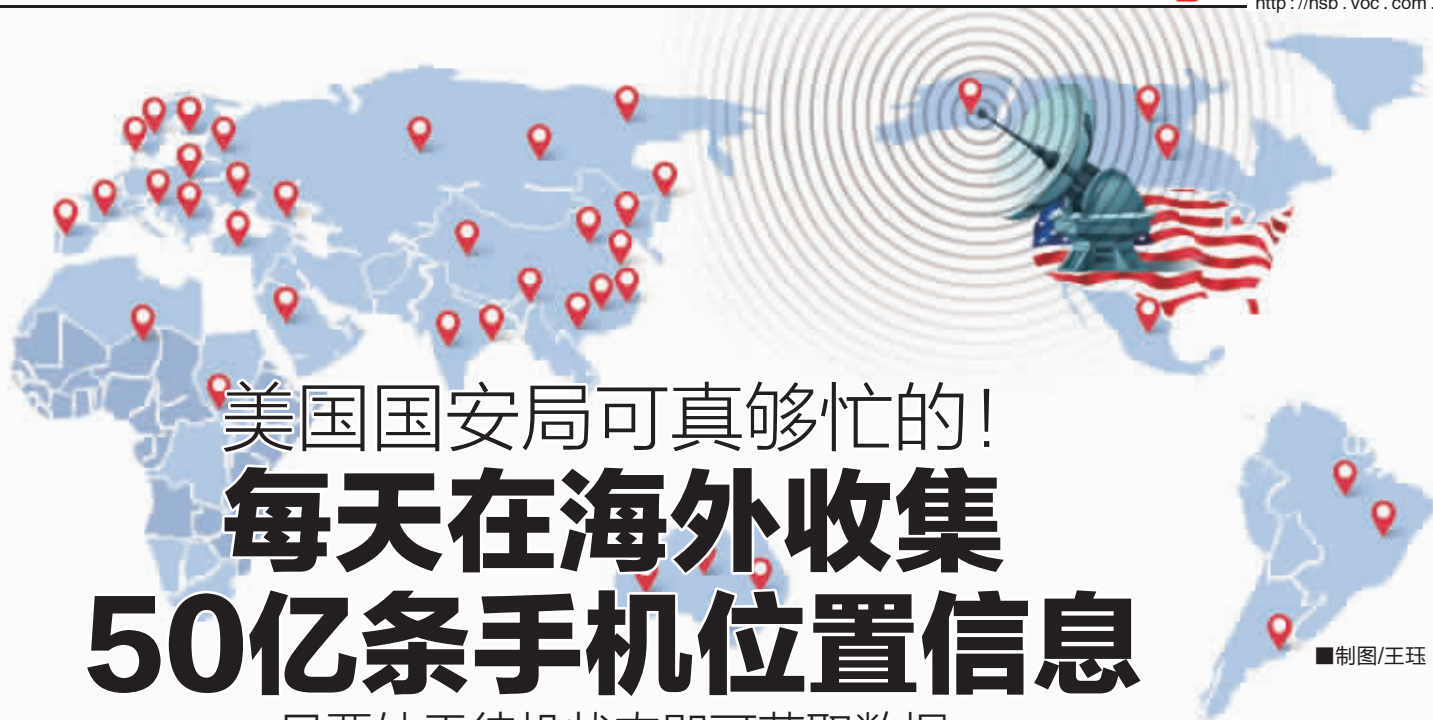 http://hsb.voc.com.
美国国安局可真够忙的！
每天在海外收集
50亿条手机位置信息
■制图/王珏